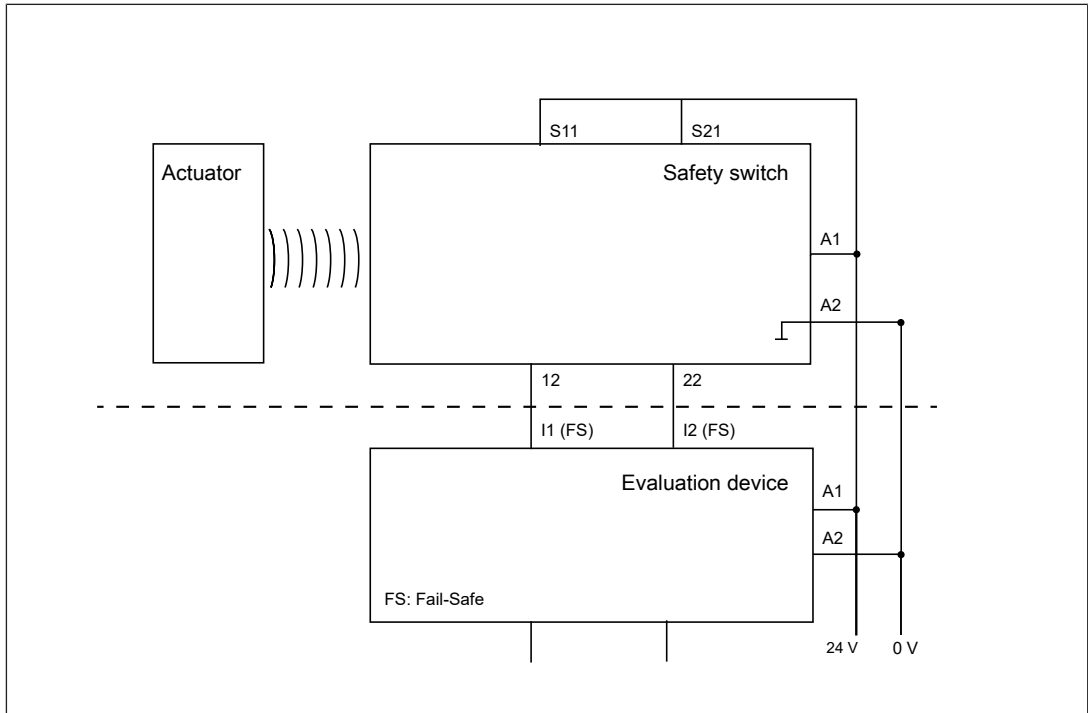 S11
S21
Actuator
Safety switch
A1
A2
12
22
I1 (FS)
I2 (FS)
Evaluation device
A1
A2
FS: Fail-Safe
24 V
0 V